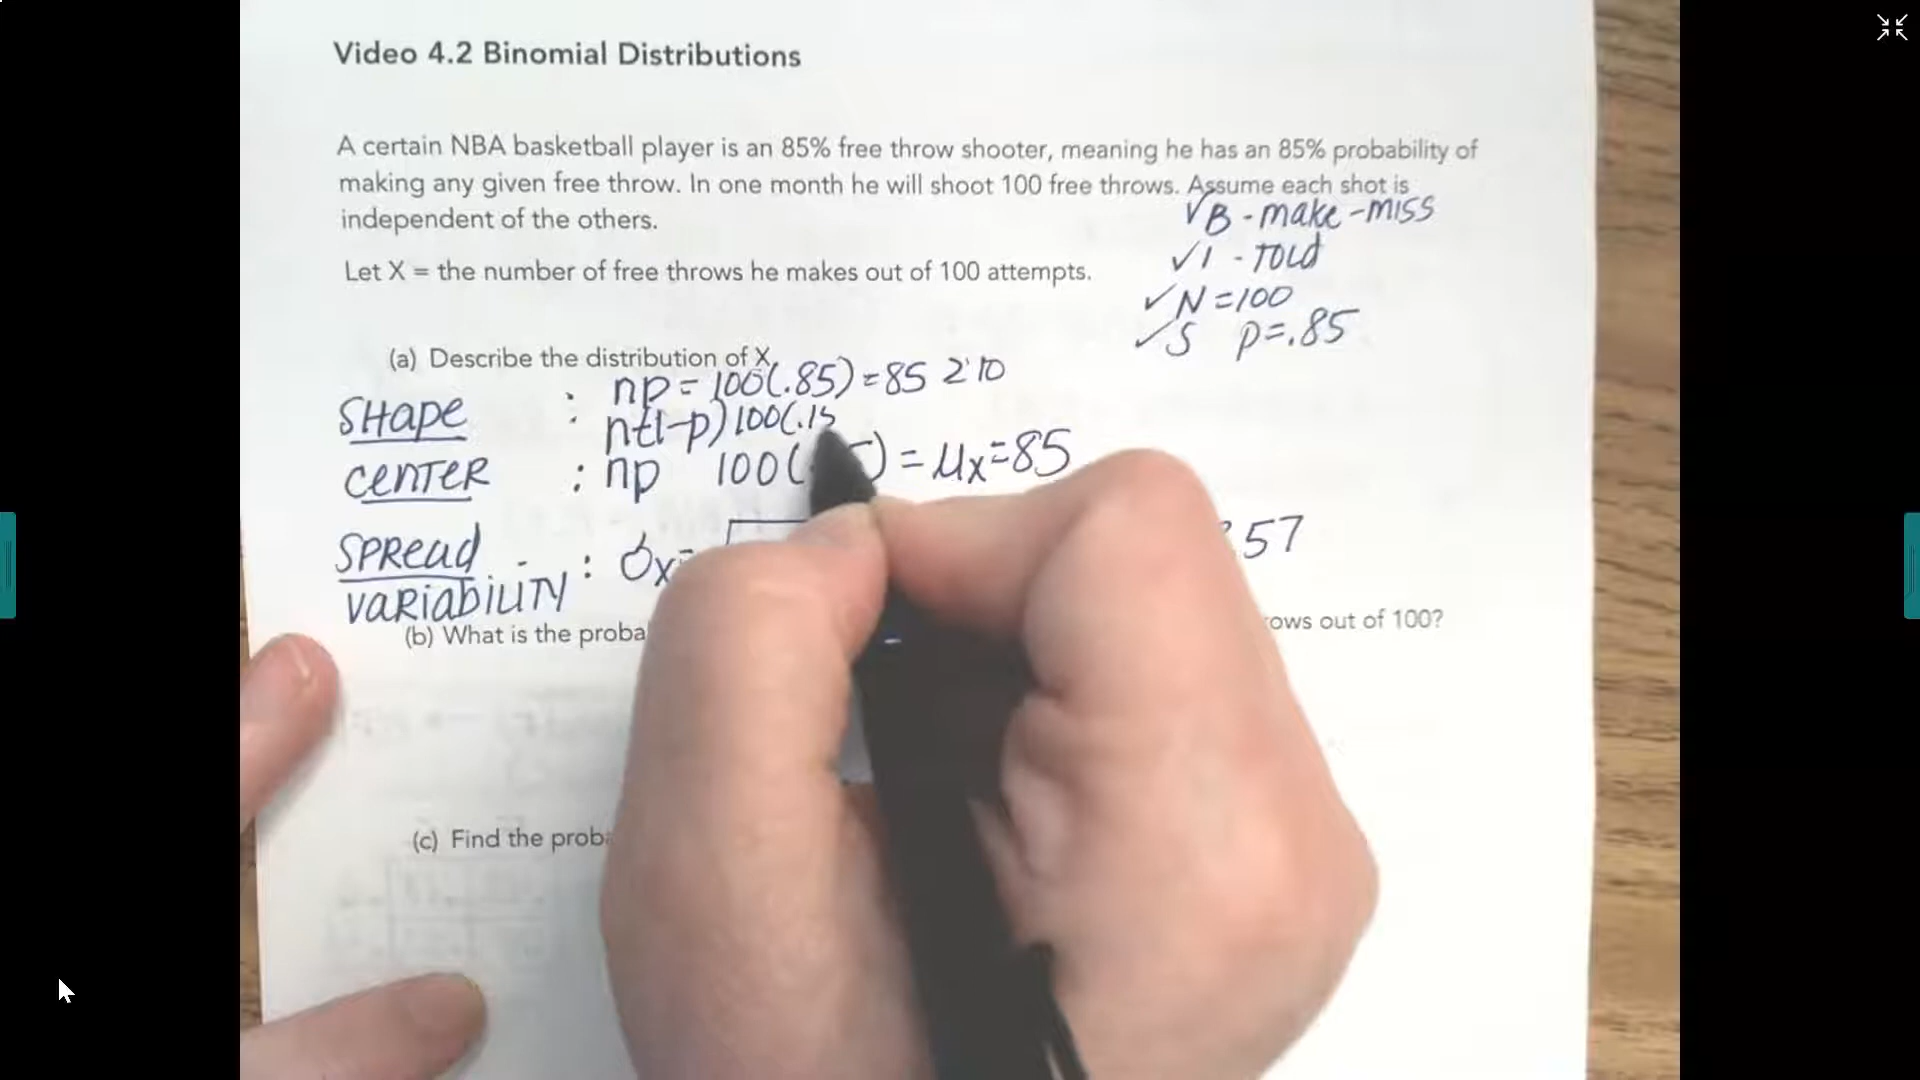 Video 4.2 Binomial Distributions
A certain NBA basketball player is an 85% free throw shooter, meaning he has an 85% probability of
making any given free throw. In one month he will shoot 100 free throws. Assume each shot is
independent of the others.
√B - make - miss
Let X = the number of free throws he makes out of 100 attempts.
√I - TOLD
√N = 100
√S p = .85
(a) Describe the distribution of X.
SHAPE : np = 100(.85) = 85 ≥ 10
n(1-p) 100(.15
CENTER : np 100( ) = μx = 85
SPREAD : σx= 57
VARIABILITY
(b) What is the out of 100?
(c) Find the